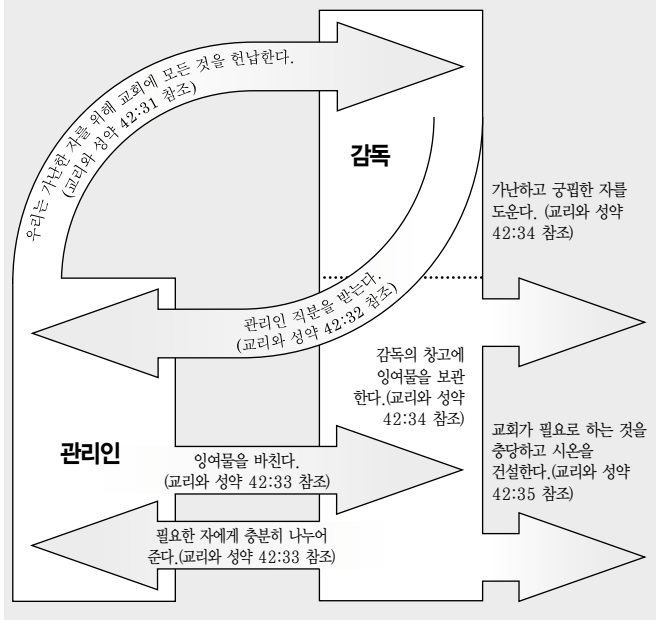 우리는 가난한 자를 위해 교회에 모든 것을 헌납한다.
(교리와 성약 42:31 참조)
감독
가난하고 궁핍한 자를
도운다. (교리와 성약
42:34 참조)
관리인 직분을 받는다.
(교리와 성약 42:32 참조)
감독의 창고에
잉여물을 보관
한다.(교리와 성약
42:34 참조)
관리인
잉여물을 바친다.
(교리와 성약 42:33 참조)
교회가 필요로 하는 것을
충당하고 시온을
건설한다.(교리와 성약
42:35 참조)
필요한 자에게 충분히 나누어
준다.(교리와 성약 42:33 참조)